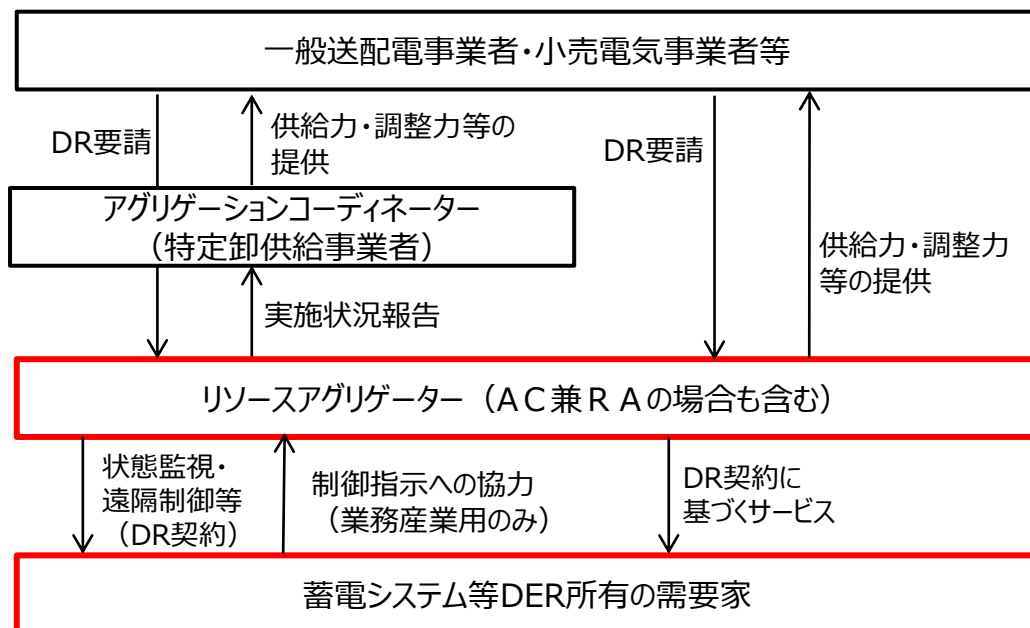 一般送配電事業者・小売電気事業者等
DR要請
供給力・調整力等の
提供
DR要請
供給力・調整力
等の提供
アグリゲーションコーディネーター
（特定卸供給事業者）
実施状況報告
リソースアグリゲーター（AC兼RAの場合も含む）
状態監視・
遠隔制御等
（DR契約）
制御指示への協力
（業務産業用のみ）
DR契約に
基づくサービス
蓄電システム等DER所有の需要家